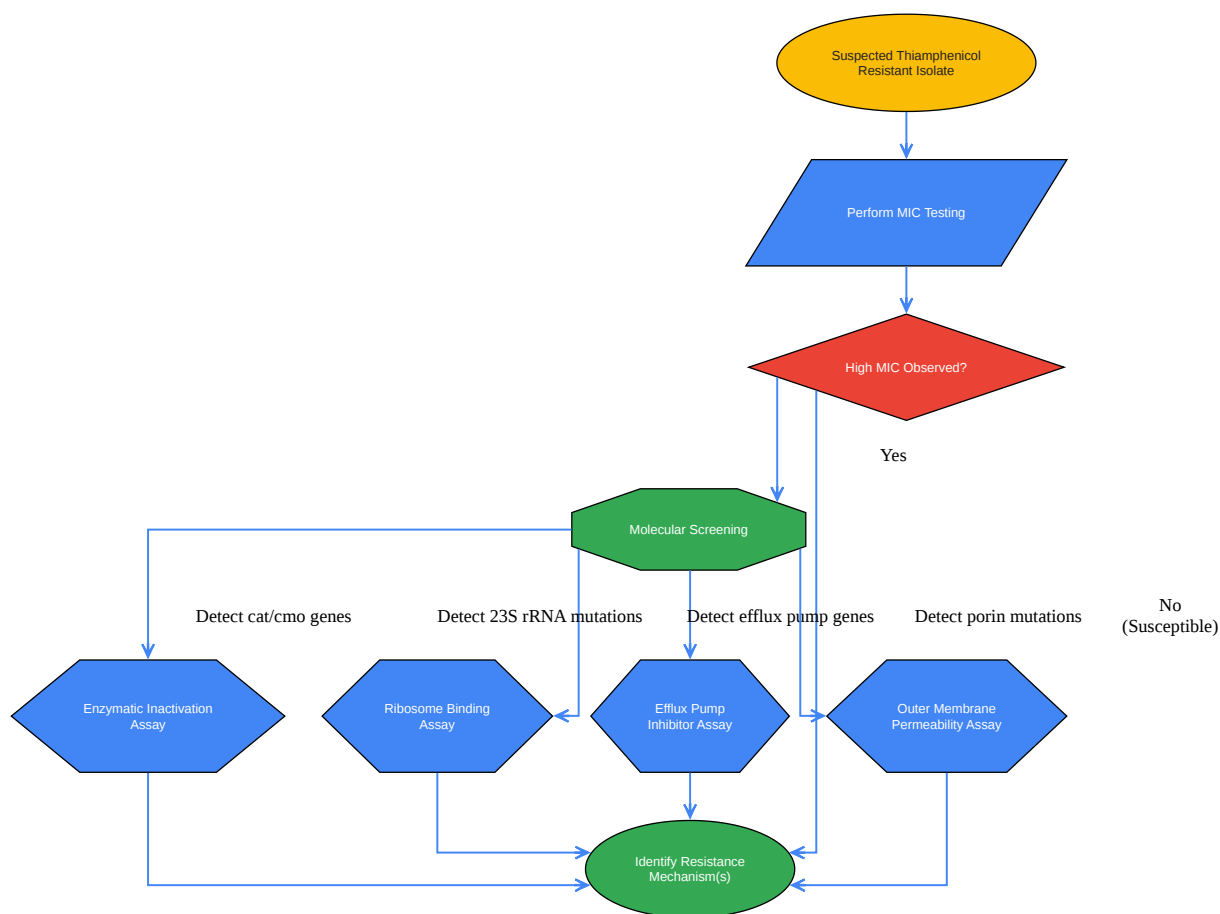 Suspected Thiamphenicol
Resistant Isolate
Perform MIC Testing
High MIC Observed?
Yes
Molecular Screening
Detect cat/cmo genes
Detect 23S rRNA mutations
Detect efflux pump genes
Detect porin mutations
No
(Susceptible)
Enzymatic Inactivation
Assay
Ribosome Binding
Assay
Efflux Pump
Inhibitor Assay
Outer Membrane
Permeability Assay
Identify Resistance
Mechanism(s)